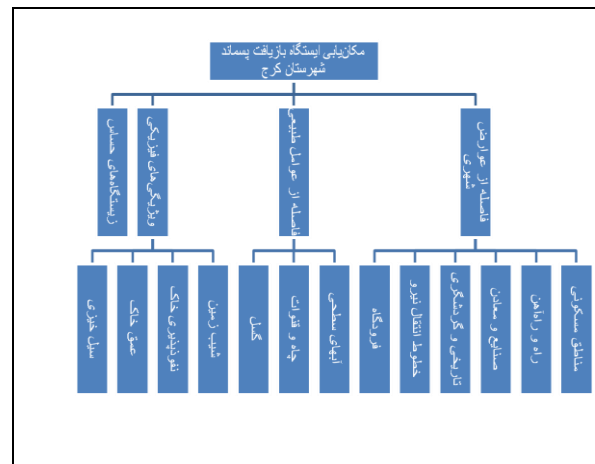 مکان‌یابی ایستگاه بازیافت پسماند
شهرستان کرج
فاصله از عوارض
شهری
فاصله از عوامل طبیعی
ویژیگی‌های فیزیکی
زیستگاه‌های حساس
مناطق مسکونی
راه و راه‌آهن
صنایع و معادن
تاریخی و گردشگری
خطوط انتقال نیرو
فرودگاه
آبهای سطحی
چاه و قنوات
گسل
شیب زمین
نفوذپذیری خاک
عمق خاک
سیل خیزی